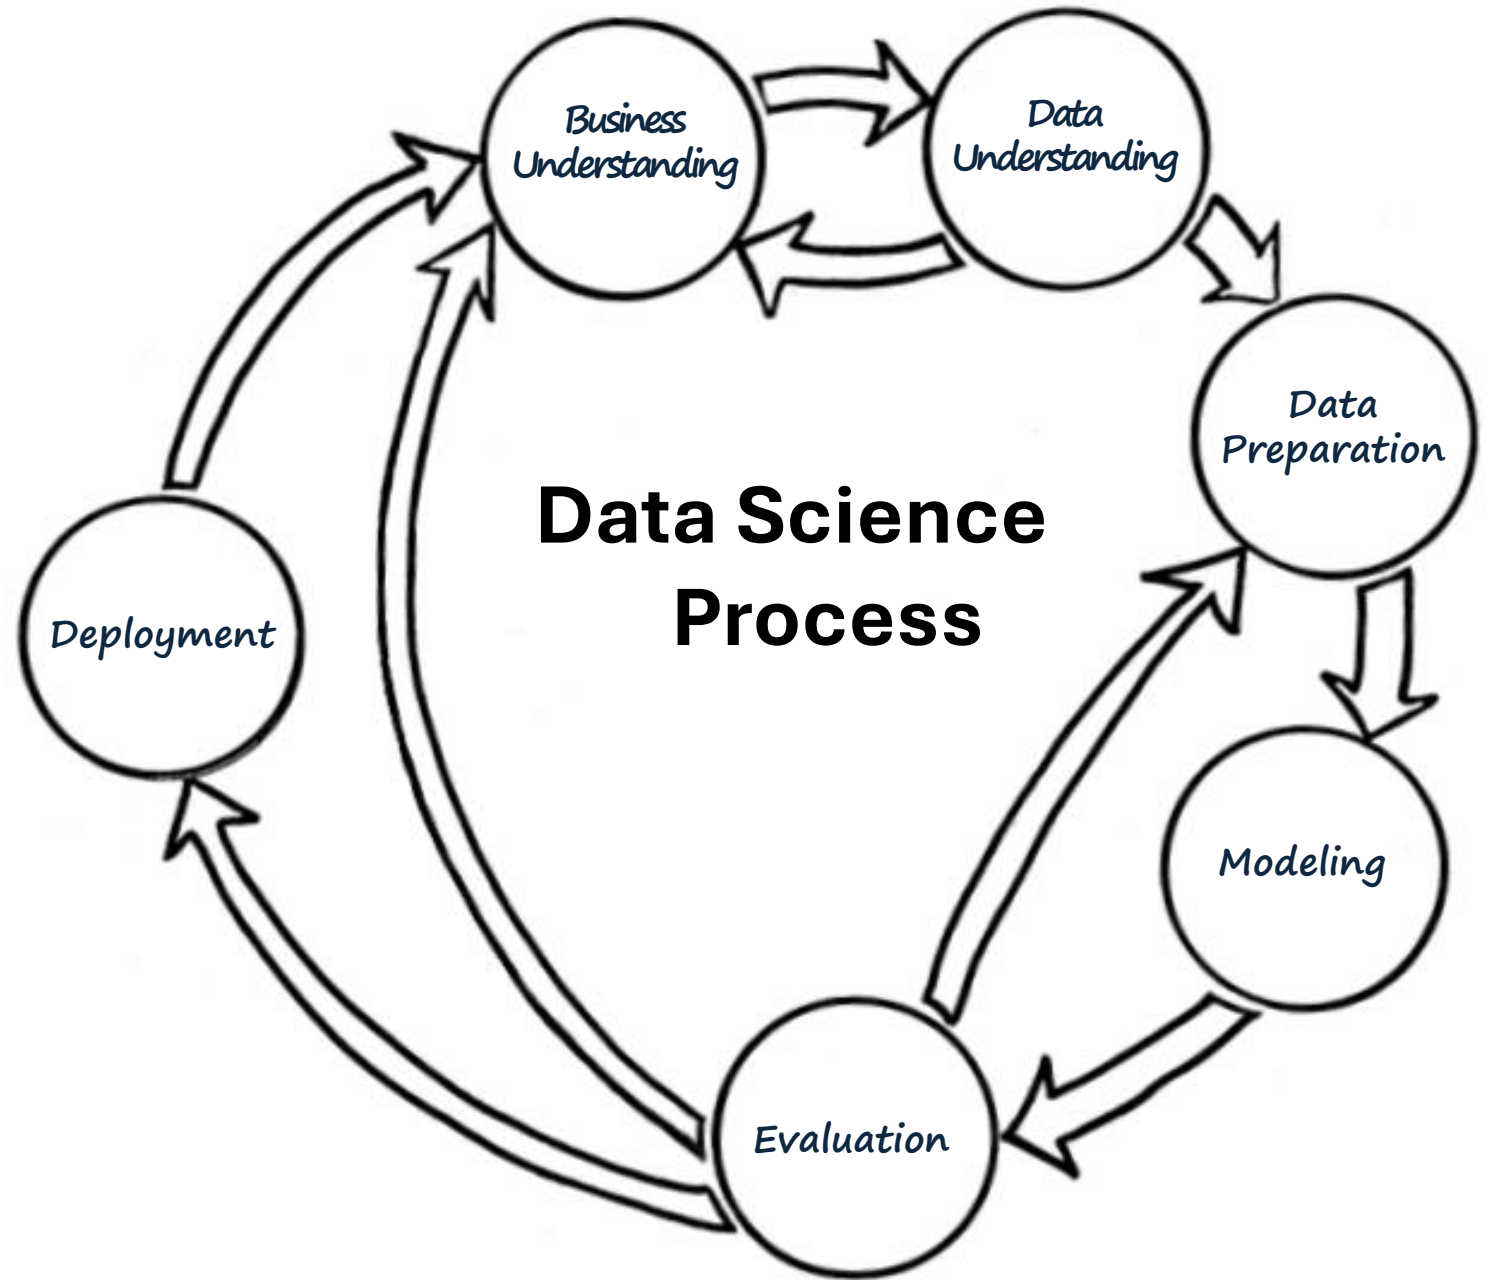 Business
Understanding
Data
Understanding
Data
Preparation
Data Science
Process
Deployment
Modeling
Evaluation